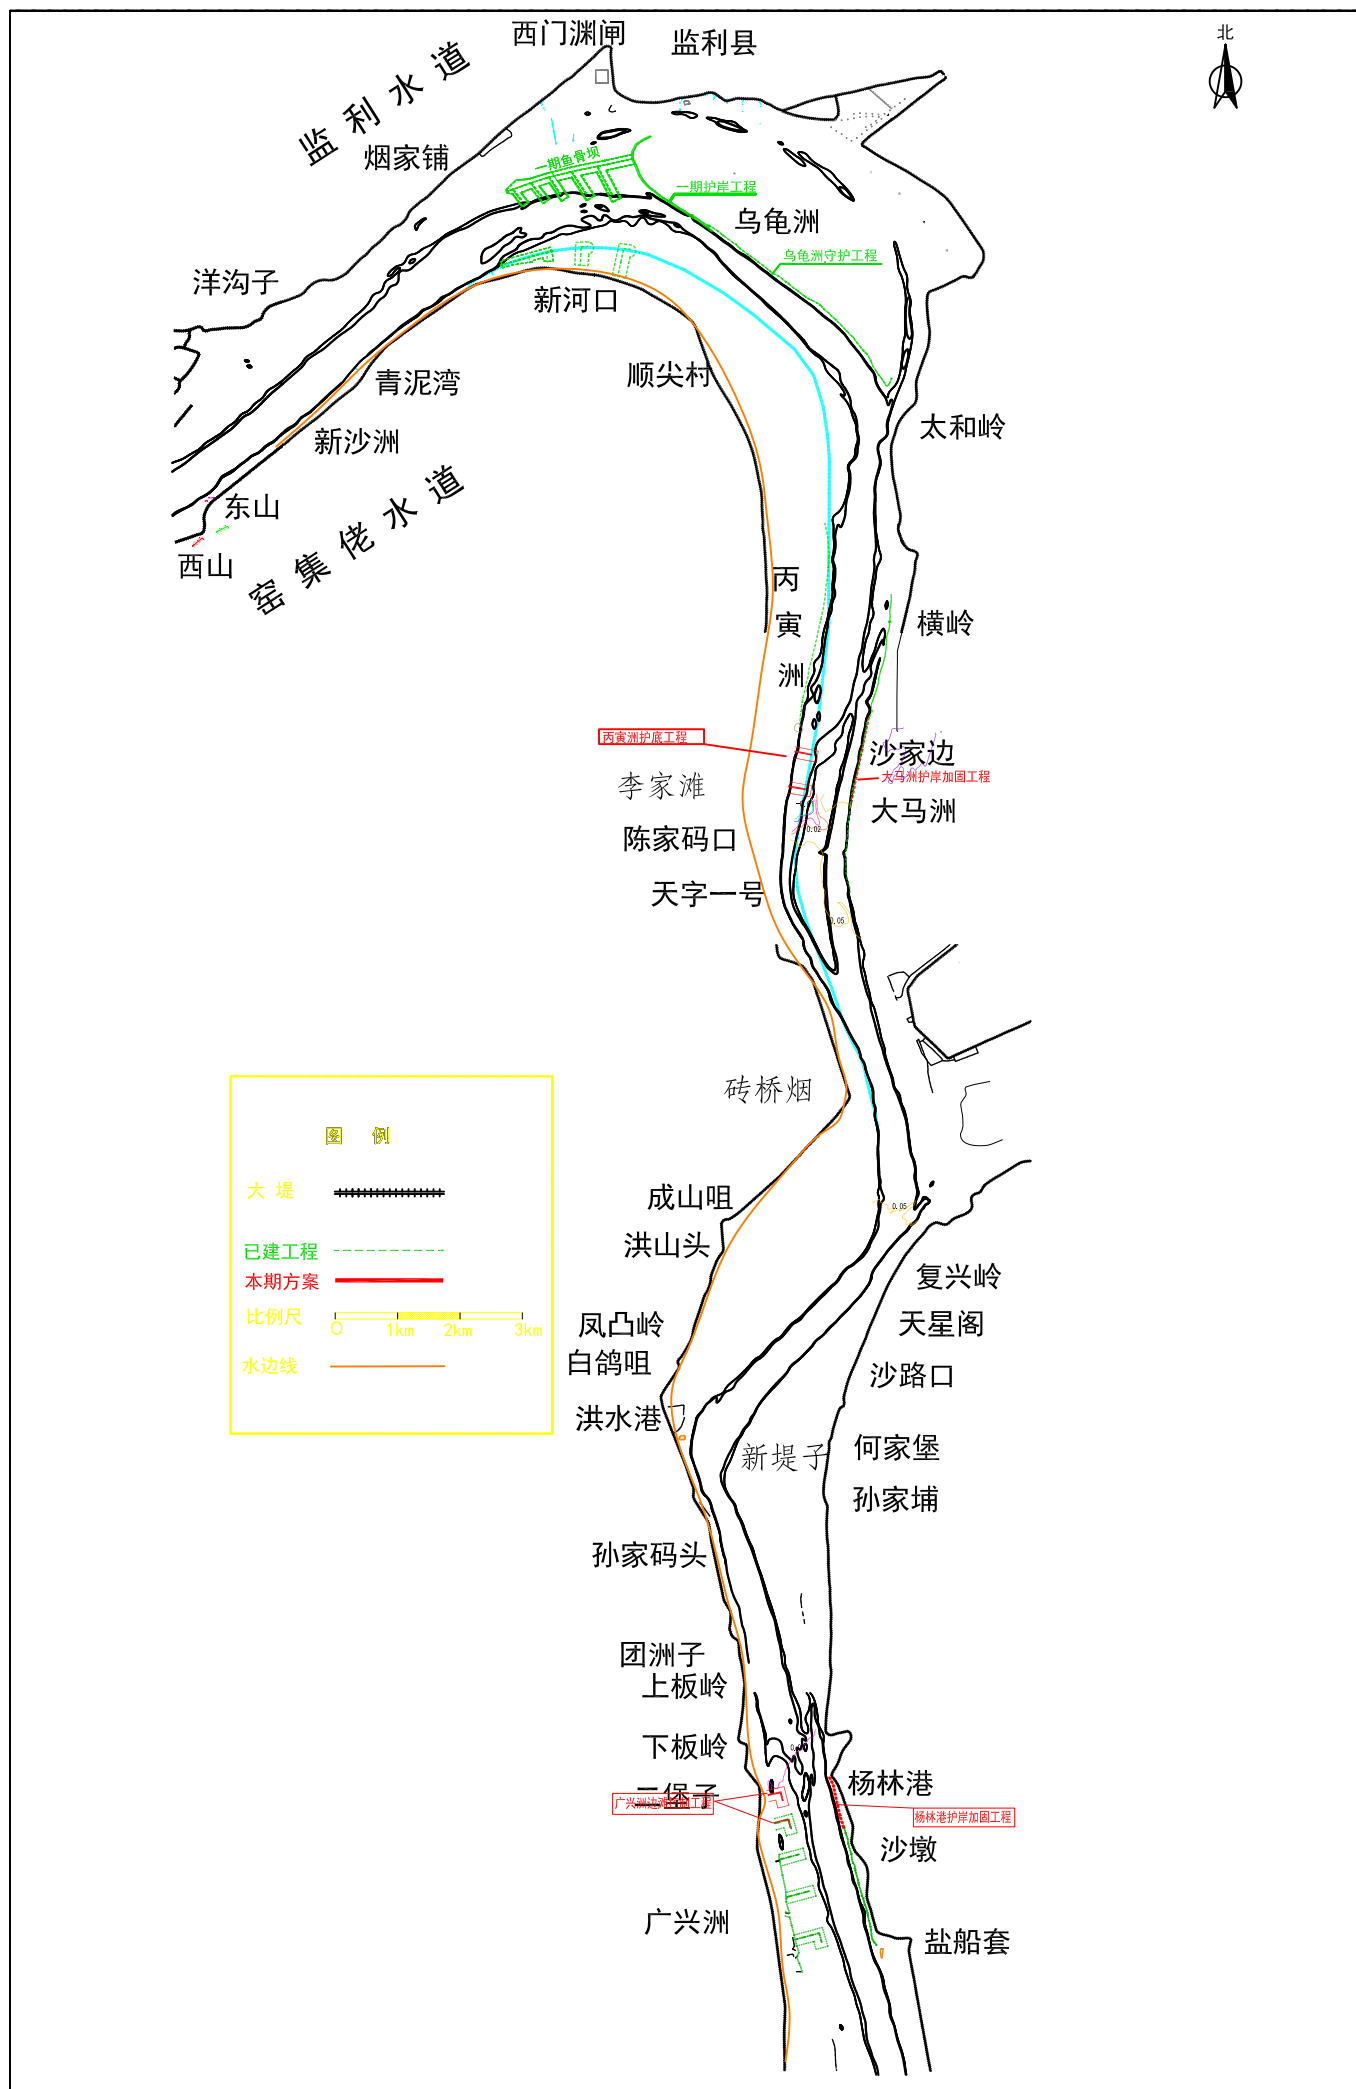 西门渊闸
监利县
北
监利水道
烟家铺
一期鱼骨坝
一期护岸工程
乌龟洲
乌龟洲守护工程
洋沟子
新河口
顺尖村
青泥湾
太和岭
新沙洲
东山
西山
窑集佬水道
丙寅洲
横岭
丙寅洲护底工程
沙家边
大马洲护岸加固工程
李家滩
大马洲
0.02
陈家码口
天字一号
0.05
砖桥烟
成山咀
0.05
洪山头
复兴岭
天星阁
凤凸岭
白鸽咀
沙路口
洪水港
新堤子
何家堡
孙家埔
图 例
大 堤
已建工程
本期方案
比例尺
0 1km 2km 3km
水边线
孙家码头
团洲子
上板岭
下板岭
二堡子
杨林港
杨林港护岸加固工程
沙墩
广兴洲
盐船套